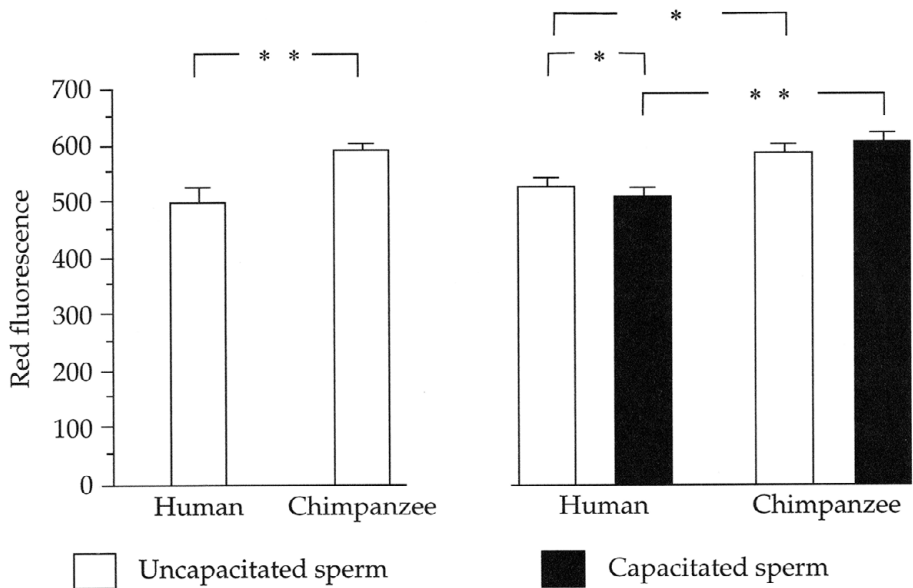 *
* *
*
* *
700
600
500
400
300
200
100
0
Red fluorescence
Human Chimpanzee
Human Chimpanzee
Uncapacitated sperm
Capacitated sperm